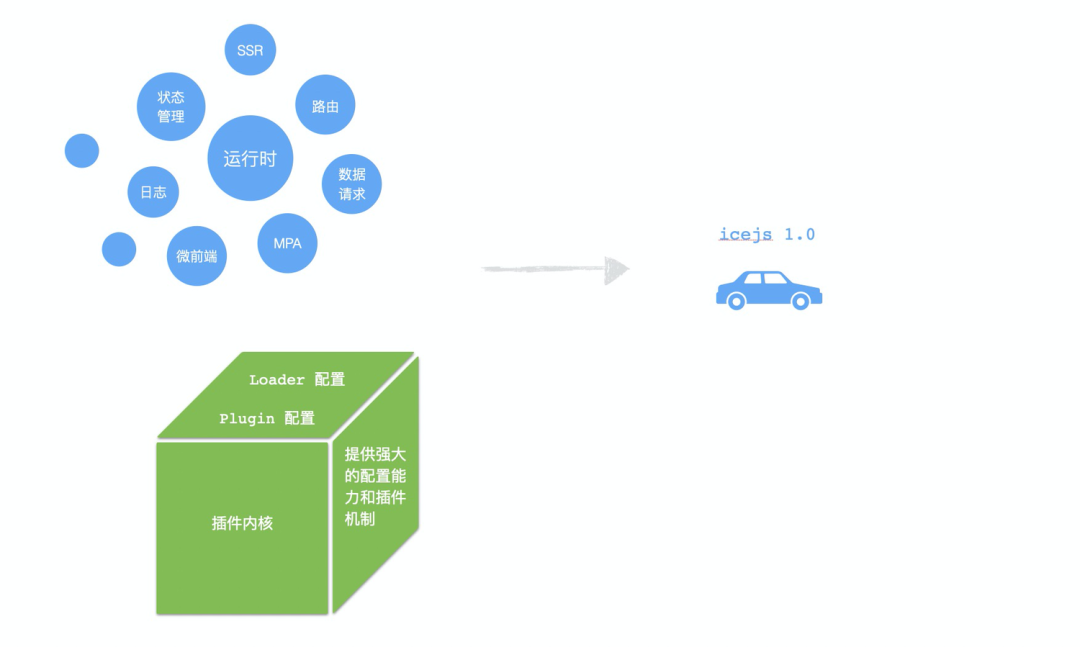 SSR
状态
管理
路由
运行时
数据
请求
日志
MPA
微前端
icejs 1.0
Loader 配置
Plugin 配置
提供强大
的配置能
力和插件
机制
插件内核